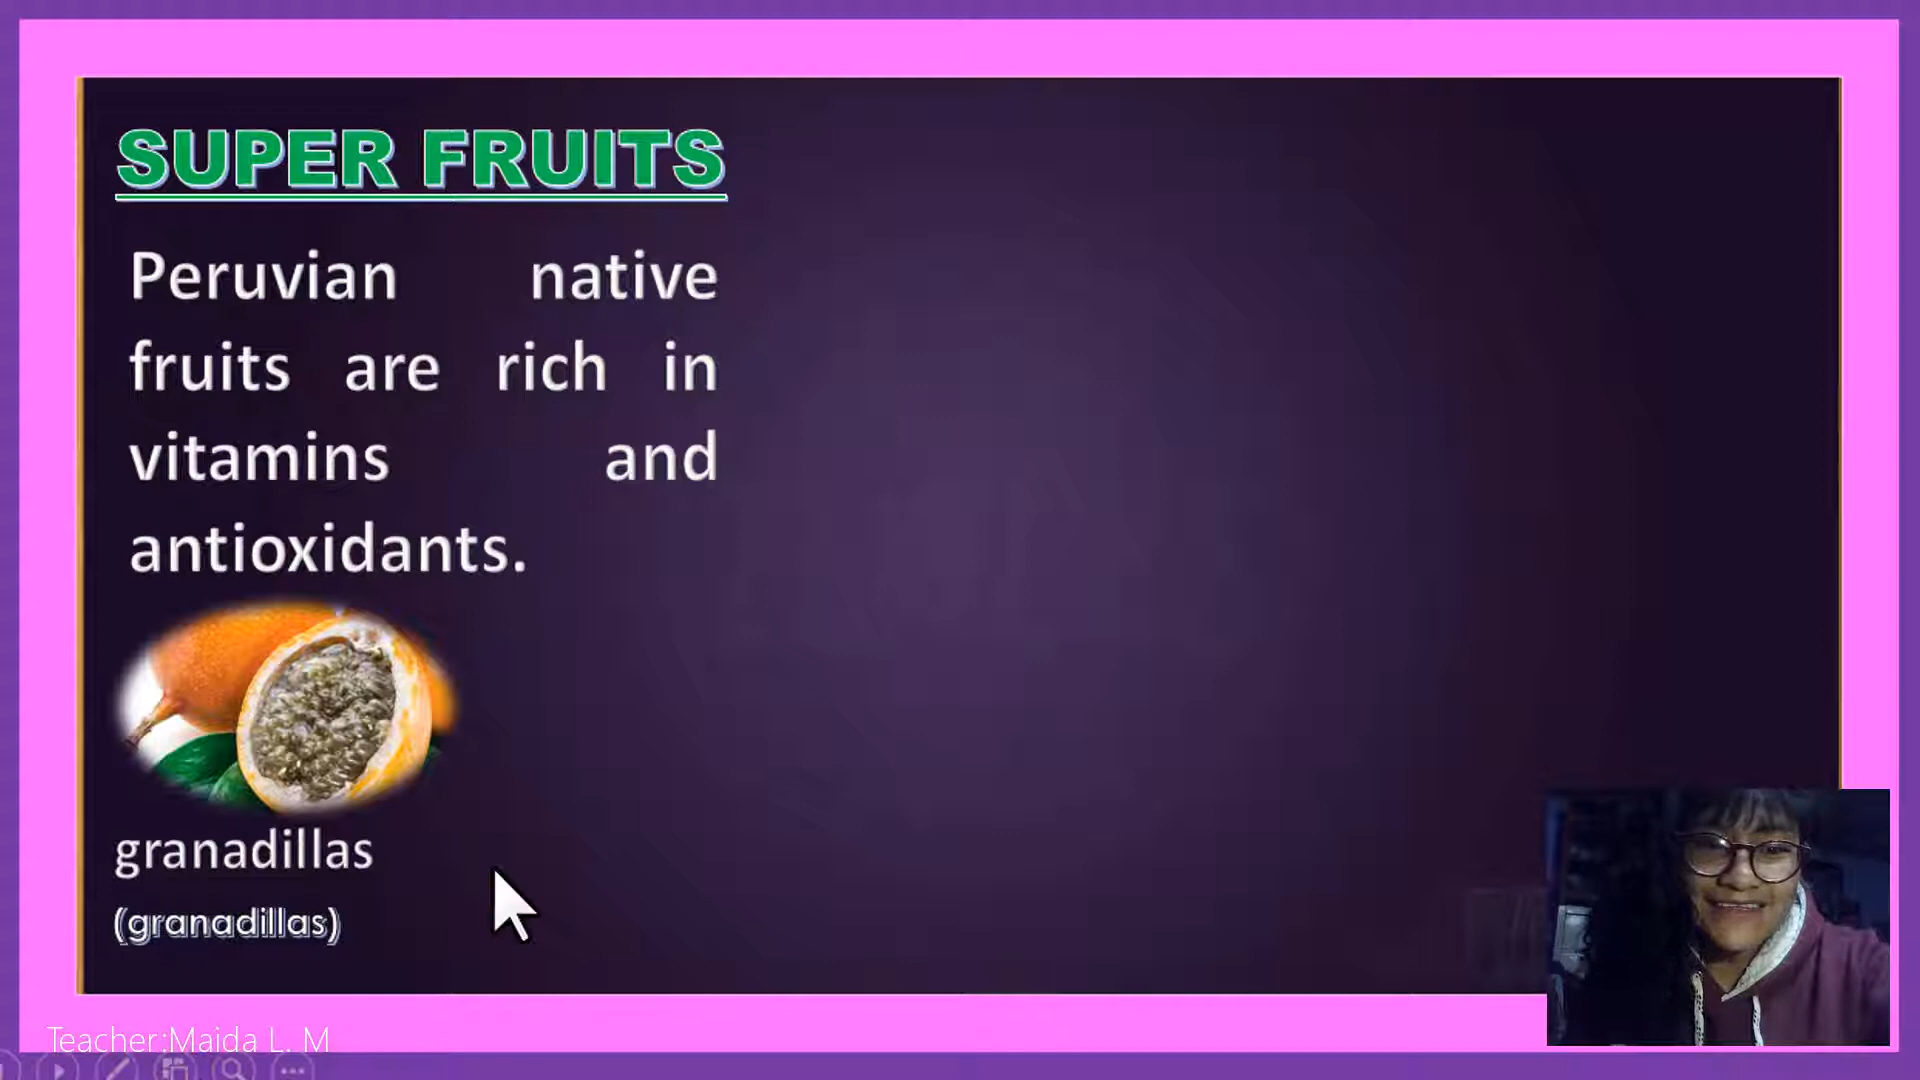 SUPER FRUITS
Peruvian native
fruits are rich in
vitamins and
antioxidants.
granadillas
(granadillas)
Teacher:Maida L. M